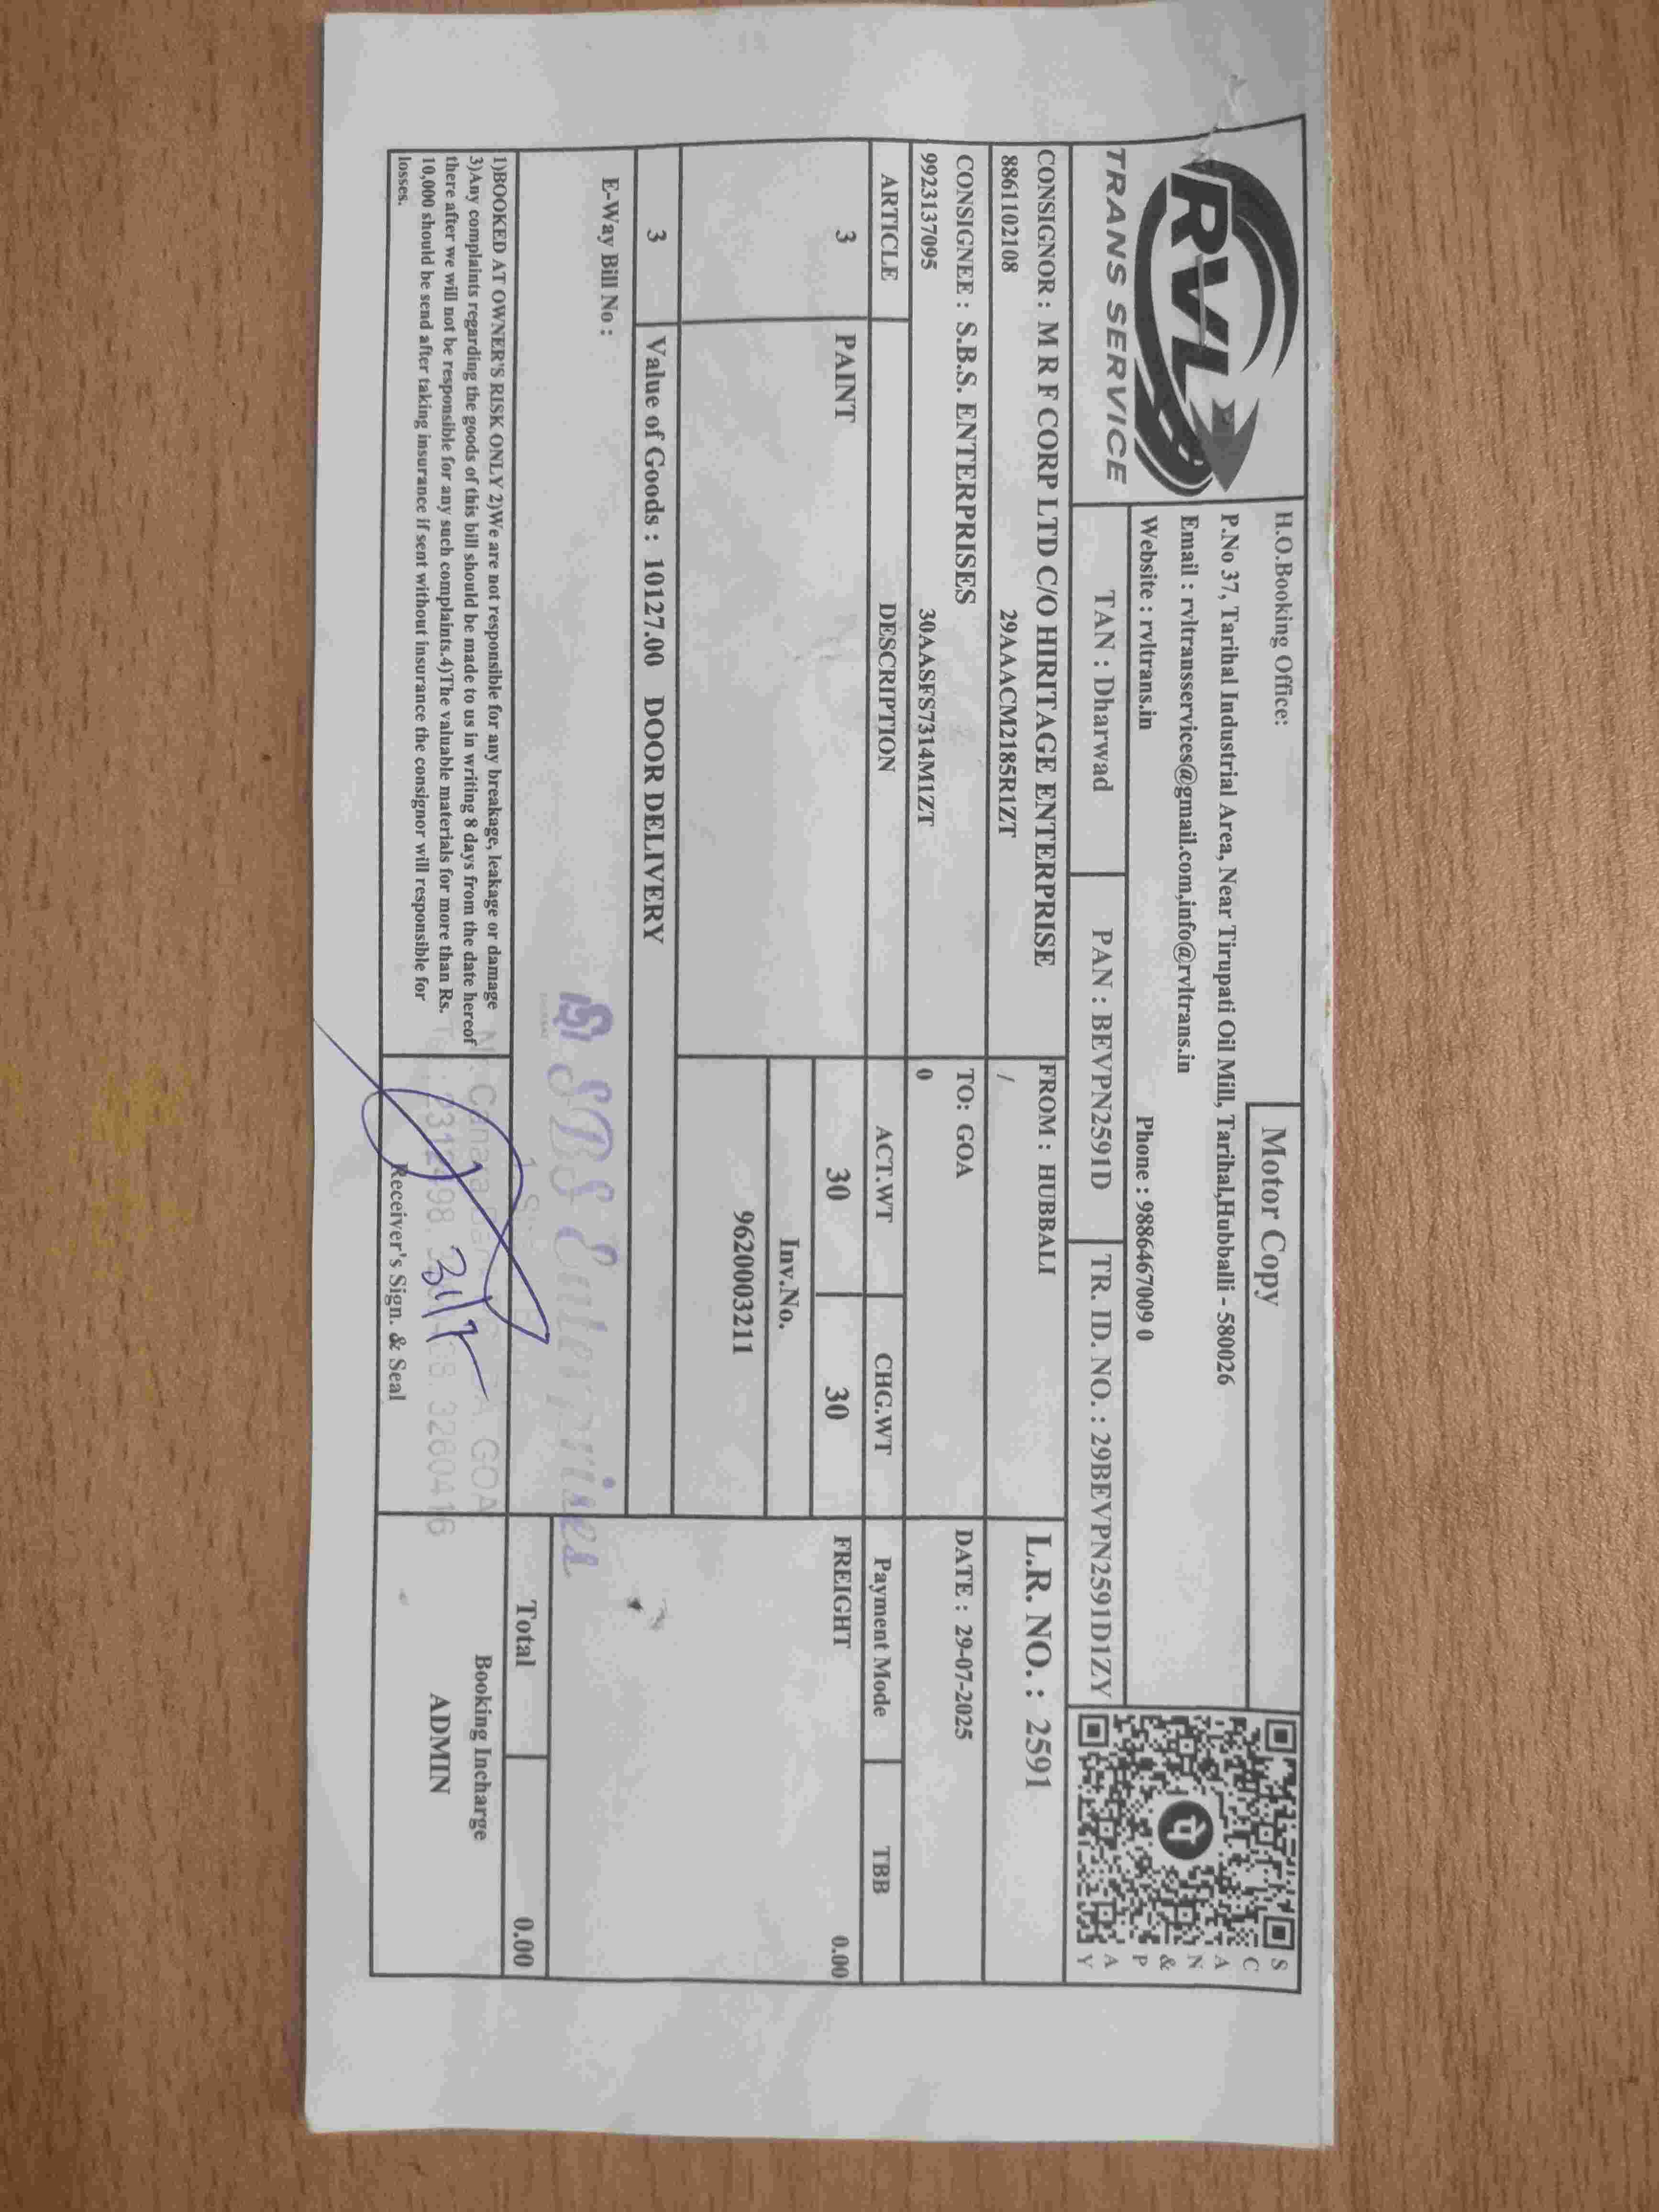 RVL
TRANS SERVICE
H.O.Booking Office:
Motor Copy
P.No 37, Tarihal Industrial Area, Near Tirupati Oil Mill, Tarihal,Hubballi - 580026
Email : rvltransservices@gmail.com,info@rvltrans.in
Website : rvltrans.in Phone : 9886467009 0
SCAN & PAY
TAN : Dharwad PAN : BEVPN2591D TR. ID. NO. : 29BEVPN2591D1ZY
CONSIGNOR : M R F CORP LTD C/O HIRITAGE ENTERPRISE FROM : HUBBALI L.R. NO. : 2591
8861102108 29AAACM2185R1ZT /
CONSIGNEE : S.B.S. ENTERPRISES TO: GOA DATE : 29-07-2025
9923137095 30AASFS7314M1ZT 0
ARTICLE DESCRIPTION ACT.WT CHG.WT Payment Mode TBB
3 PAINT 30 30 FREIGHT 0.00
Inv.No.
9620003211
3 Value of Goods : 10127.00 DOOR DELIVERY
E-Way Bill No :
SBS Enterprises
Total 0.00
1)BOOKED AT OWNER'S RISK ONLY 2)We are not responsible for any breakage, leakage or damage
3)Any complaints regarding the goods of this bill should be made to us in writing 8 days from the date hereof
there after we will not be responsible for any such complaints.4)The valuable materials for more than Rs.
10,000 should be send after taking insurance if sent without insurance the consignor will responsible for
losses.
GOA
31/7
Receiver's Sign. & Seal
Booking Incharge
ADMIN